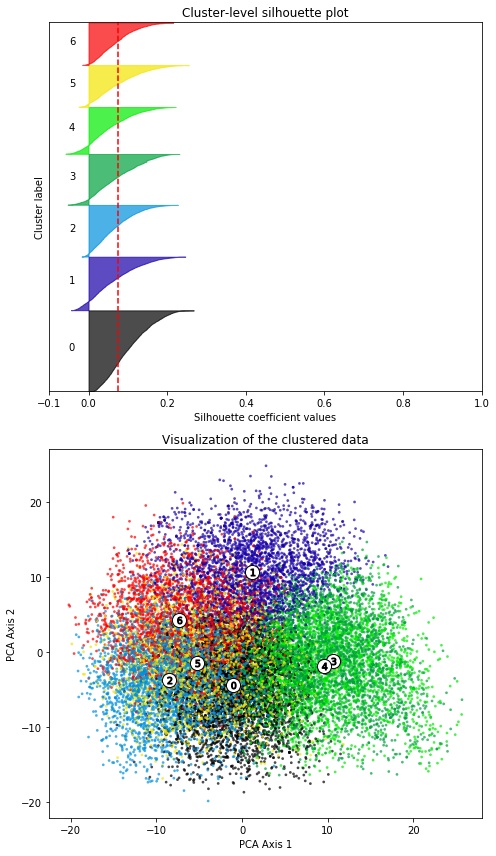 Cluster-level silhouette plot
6
5
4
3
2
1
0
Cluster label
−0.1 0.0 0.2 0.4 0.6 0.8 1.0
Silhouette coefficient values
Visualization of the clustered data
20
10
0
−10
−20
PCA Axis 2
1
6
5
4 3
2
0
−20 −10 0 10 20
PCA Axis 1